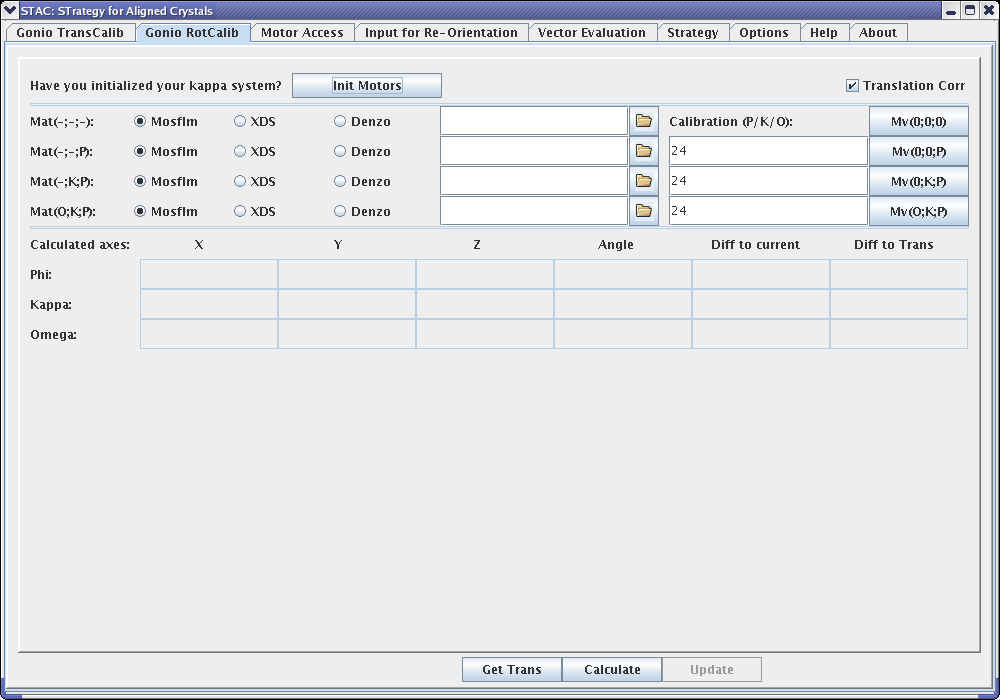 STAC: STrategy for Aligned Crystals
Gonio TransCalib Gonio RotCalib Motor Access Input for Re-Orientation Vector Evaluation Strategy Options Help About
Have you initialized your kappa system? Init Motors Translation Corr
Mat(-;-;-): Mosflm XDS Denzo Calibration (P/K/O): Mv(0;0;0)
Mat(-;-;P): Mosflm XDS Denzo 24 Mv(0;0;P)
Mat(-;K;P): Mosflm XDS Denzo 24 Mv(0;K;P)
Mat(O;K;P): Mosflm XDS Denzo 24 Mv(O;K;P)
Calculated axes: X Y Z Angle Diff to current Diff to Trans
Phi:
Kappa:
Omega:
Get Trans Calculate Update